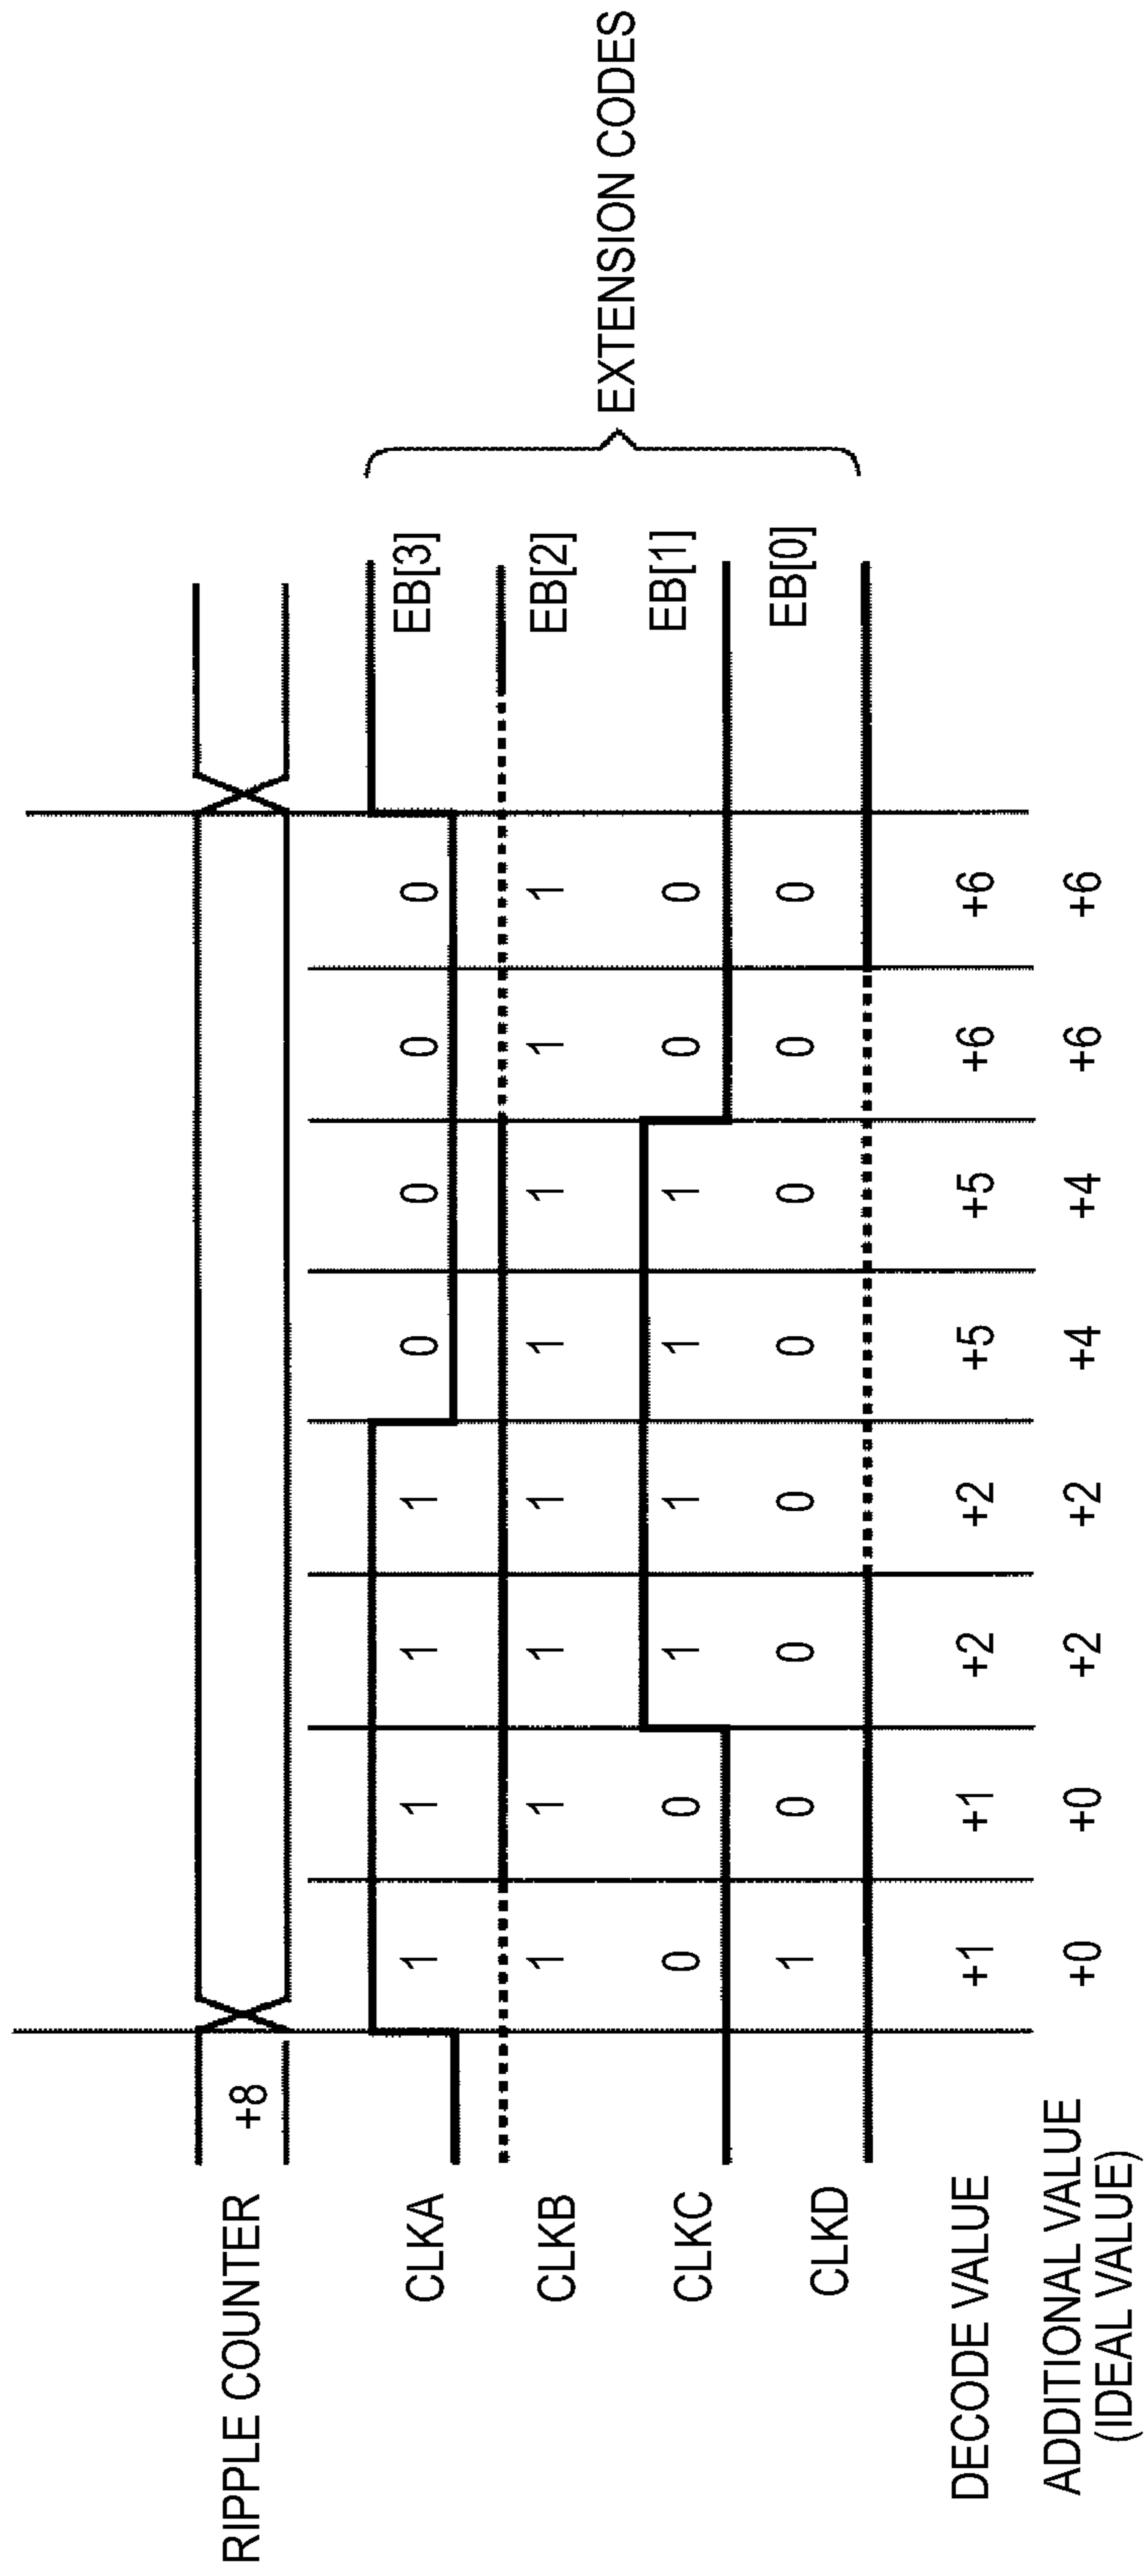 RIPPLE COUNTER +8
CLKA 1 1 1 1 0 0 0 0 EB[3]
CLKB 1 1 1 1 1 1 1 1 EB[2]
CLKC 0 0 1 1 1 1 0 0 EB[1]
CLKD 1 0 0 0 0 0 0 0 EB[0]
EXTENSION CODES
DECODE VALUE +1 +1 +2 +2 +5 +5 +6 +6
ADDITIONAL VALUE +0 +0 +2 +2 +4 +4 +6 +6
(IDEAL VALUE)